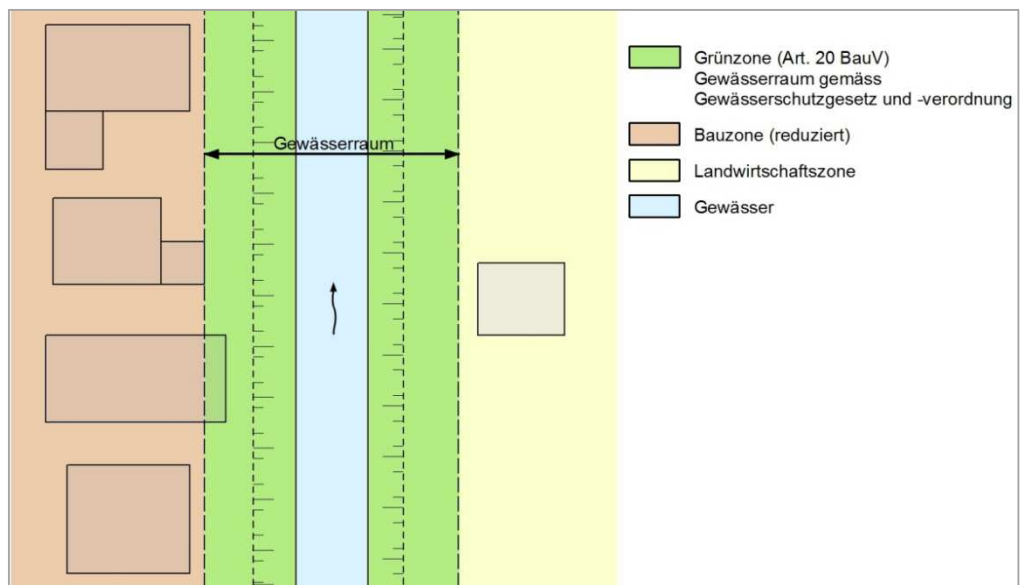 Gewässerraum
Grünzone (Art. 20 BauV)
Gewässerraum gemäss
Gewässerschutzgesetz und -verordnung
Bauzone (reduziert)
Landwirtschaftszone
Gewässer